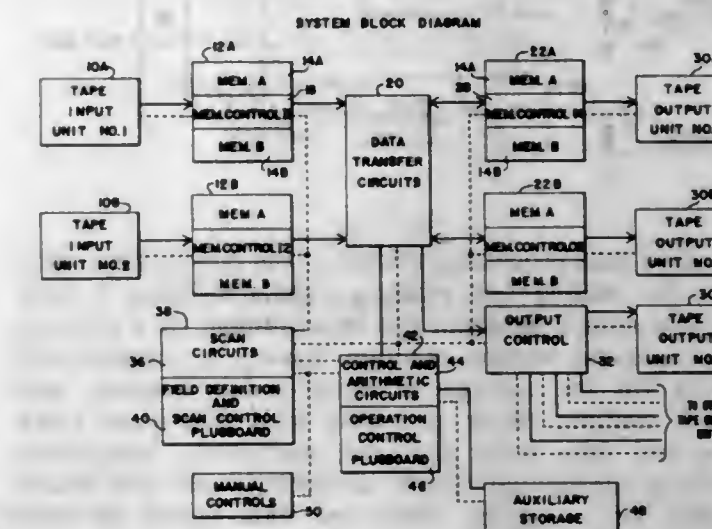 SYSTEM BLOCK DIAGRAM
10A
TAPE
INPUT
UNIT NO.1
12A
MEM. A
14A
18
MEM. B
14B
20
DATA
TRANSFER
CIRCUITS
22A
14A
MEM. A
28
MEM. B
14B
TAPE
OUTPUT
10B
TAPE
INPUT
UNIT NO.2
12B
MEM. A
MEM. CONTROL
MEM. B
22B
MEM. A
MEM. B
TAPE
OUTPUT
38
SCAN
CIRCUITS
36
FIELD DEFINITION
AND
SCAN CONTROL
PLUGBOARD
40
42
CONTROL AND
ARITHMETIC
CIRCUITS
44
OPERATION
CONTROL
PLUGBOARD
46
OUTPUT
CONTROL
32
TAPE
OUTPUT
MANUAL
CONTROLS
50
AUXILIARY
STORAGE
48